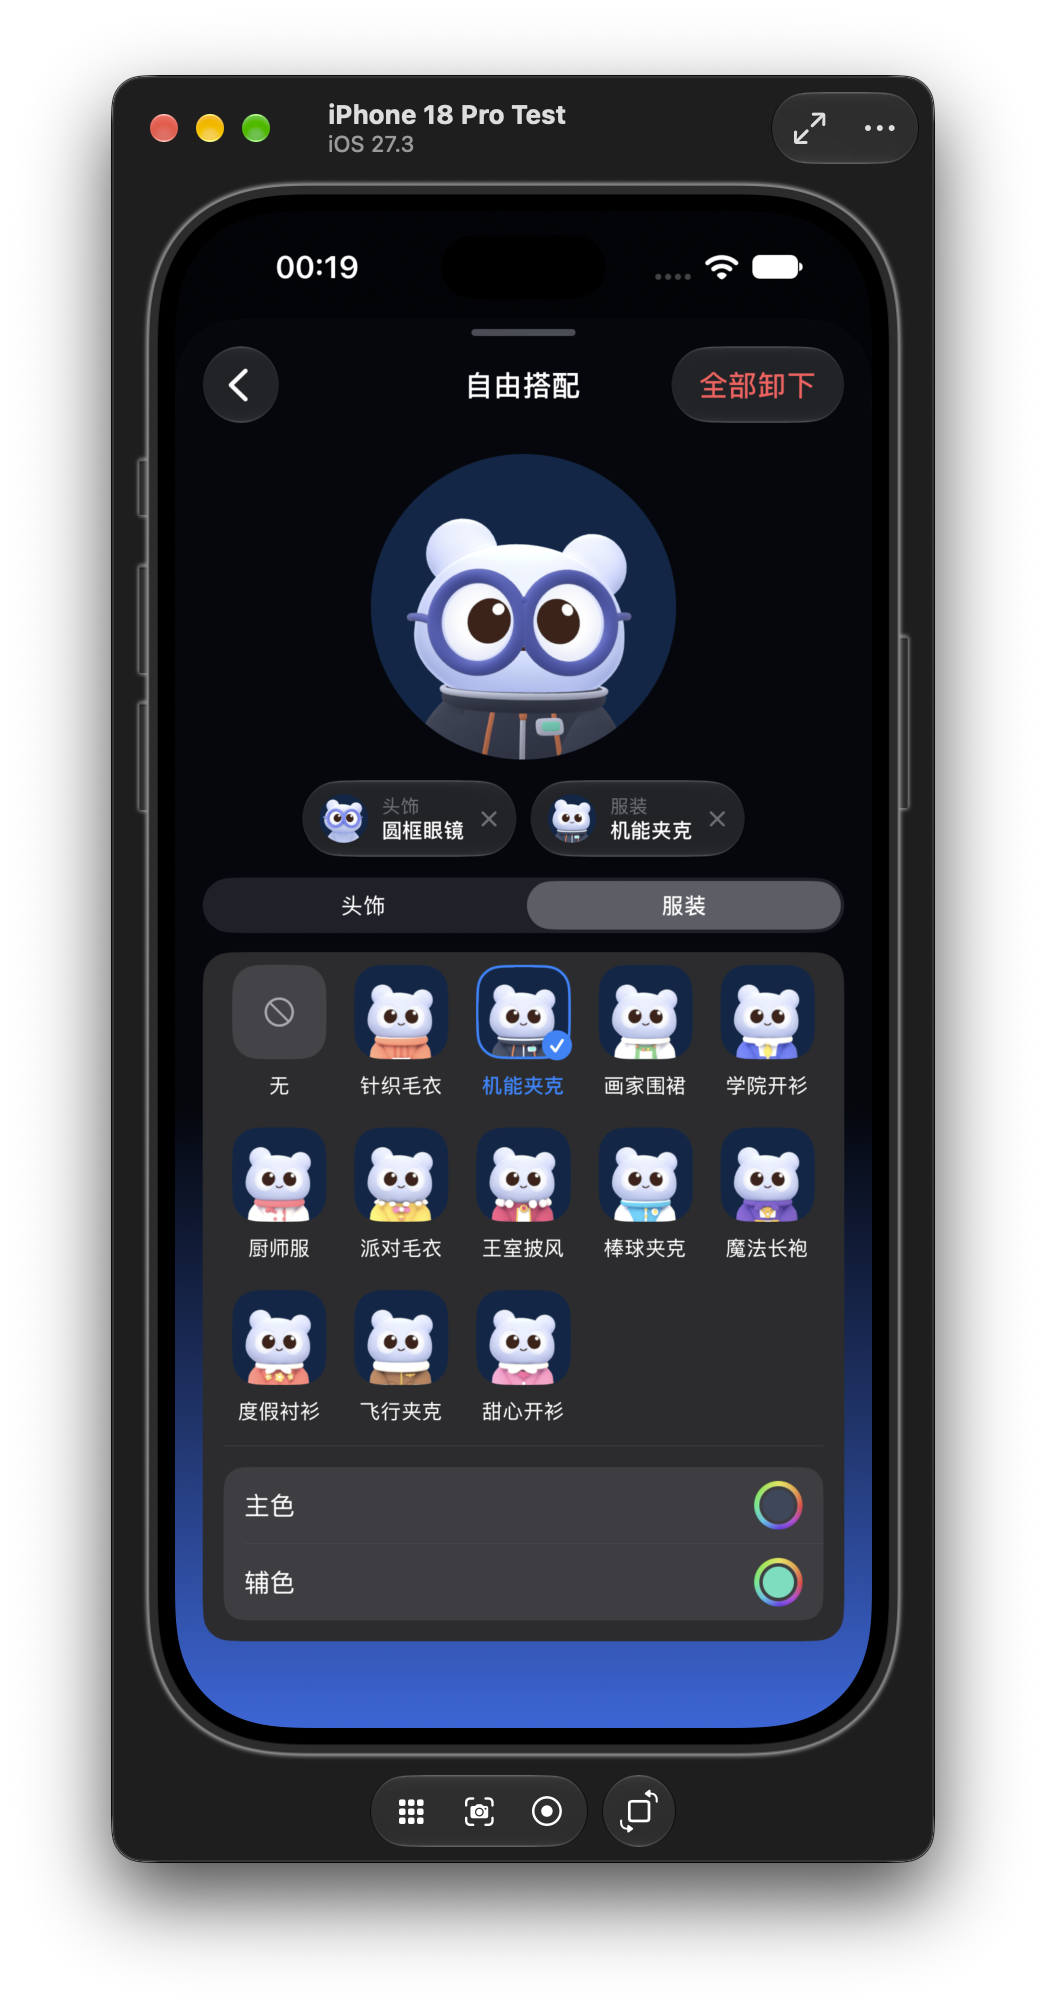 iPhone 18 Pro Test
iOS 27.3
00:19
自由搭配
全部卸下
头饰
圆框眼镜
服装
机能夹克
头饰
服装
无
针织毛衣
机能夹克
画家围裙
学院开衫
厨师服
派对毛衣
王室披风
棒球夹克
魔法长袍
度假衬衫
飞行夹克
甜心开衫
主色
辅色